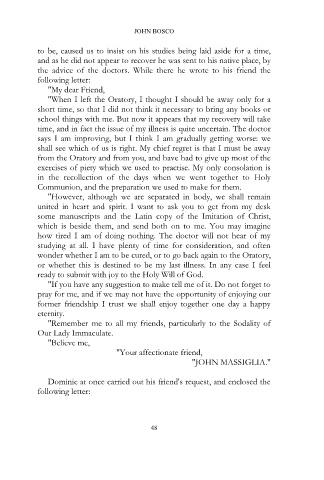 JOHN BOSCO
to be, caused us to insist on his studies being laid aside for a time,
and as he did not appear to recover he was sent to his native place, by
the advice of the doctors. While there he wrote to his friend the
following letter:
"My dear Friend,
"When I left the Oratory, I thought I should be away only for a
short time, so that I did not think it necessary to bring any books or
school things with me. But now it appears that my recovery will take
time, and in fact the issue of my illness is quite uncertain. The doctor
says I am improving, but I think I am gradually getting worse: we
shall see which of us is right. My chief regret is that I must be away
from the Oratory and from you, and have had to give up most of the
exercises of piety which we used to practise. My only consolation is
in the recollection of the days when we went together to Holy
Communion, and the preparation we used to make for them.
"However, although we are separated in body, we shall remain
united in heart and spirit. I want to ask you to get from my desk
some manuscripts and the Latin copy of the Imitation of Christ,
which is beside them, and send both on to me. You may imagine
how tired I am of doing nothing. The doctor will not hear of my
studying at all. I have plenty of time for consideration, and often
wonder whether I am to be cured, or to go back again to the Oratory,
or whether this is destined to be my last illness. In any case I feel
ready to submit with joy to the Holy Will of God.
"If you have any suggestion to make tell me of it. Do not forget to
pray for me, and if we may not have the opportunity of enjoying our
former friendship I trust we shall enjoy together one day a happy
eternity.
"Remember me to all my friends, particularly to the Sodality of
Our Lady Immaculate.
"Believe me,
"Your affectionate friend,
"JOHN MASSIGLIA."
Dominic at once carried out his friend's request, and enclosed the
following letter:
48